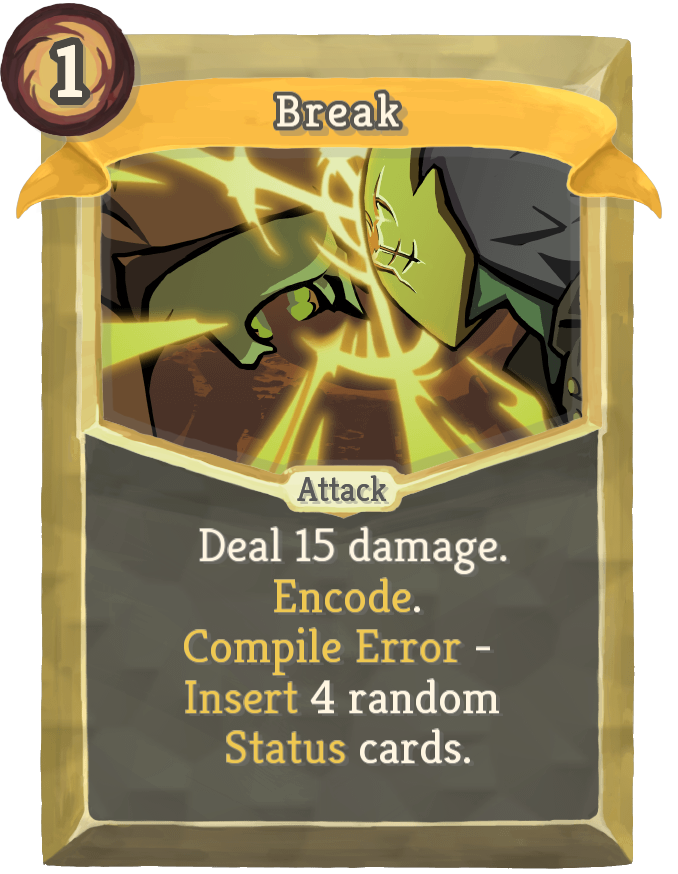 1
Break
Attack
Deal 15 damage.
Encode.
Compile Error -
Insert 4 random
Status cards.